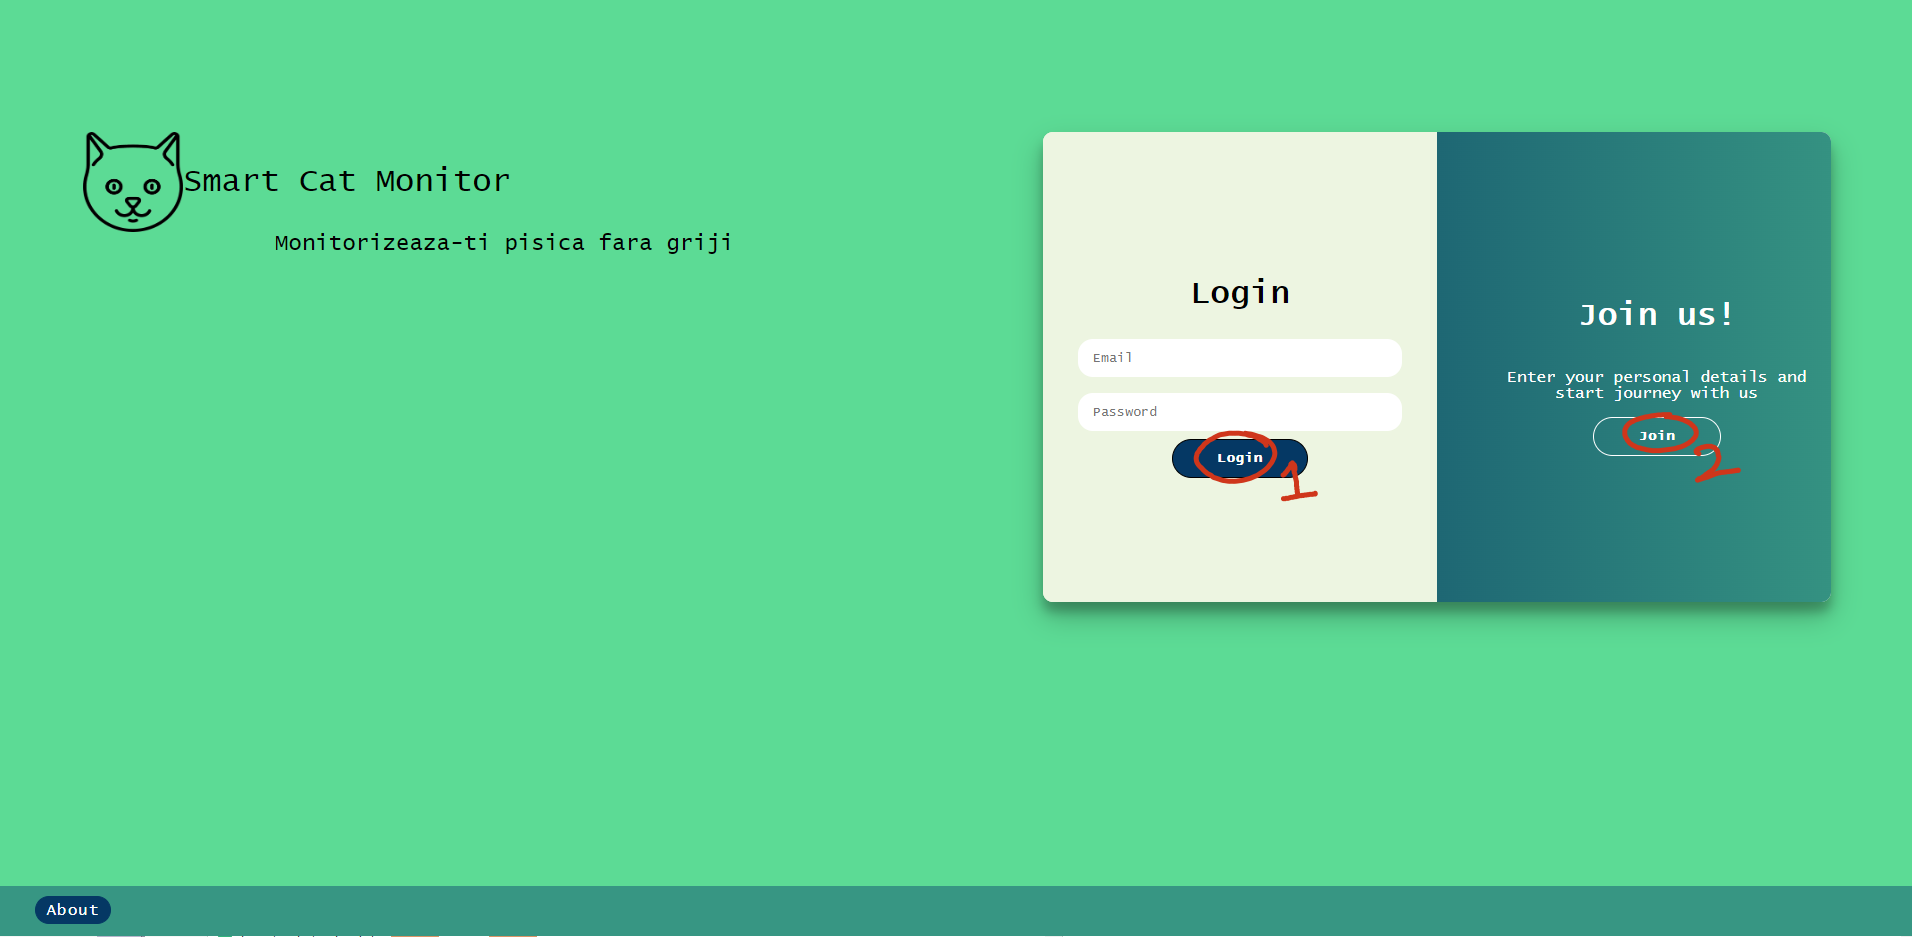 Smart Cat Monitor
Monitorizeaza-ti pisica fara griji
Login
Email
Password
Login
1
Join us!
Enter your personal details and
start journey with us
Join
2
About